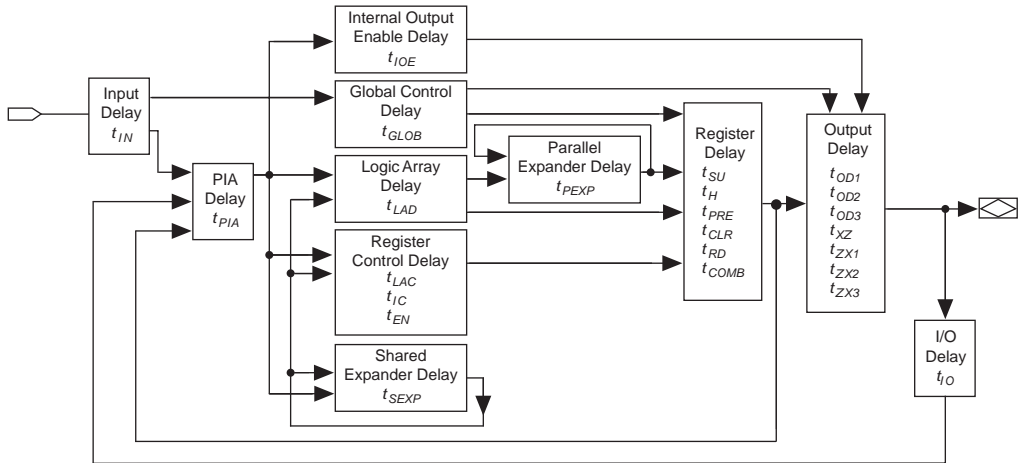 Internal Output
Enable Delay
tIOE
Input
Delay
tIN
Global Control
Delay
tGLOB
PIA
Delay
tPIA
Logic Array
Delay
tLAD
Parallel
Expander Delay
tPEXP
Register
Control Delay
tLAC
tIC
tEN
Shared
Expander Delay
tSEXP
Register
Delay
tSU
tH
tPRE
tCLR
tRD
tCOMB
Output
Delay
tOD1
tOD2
tOD3
tXZ
tZX1
tZX2
tZX3
I/O
Delay
tIO